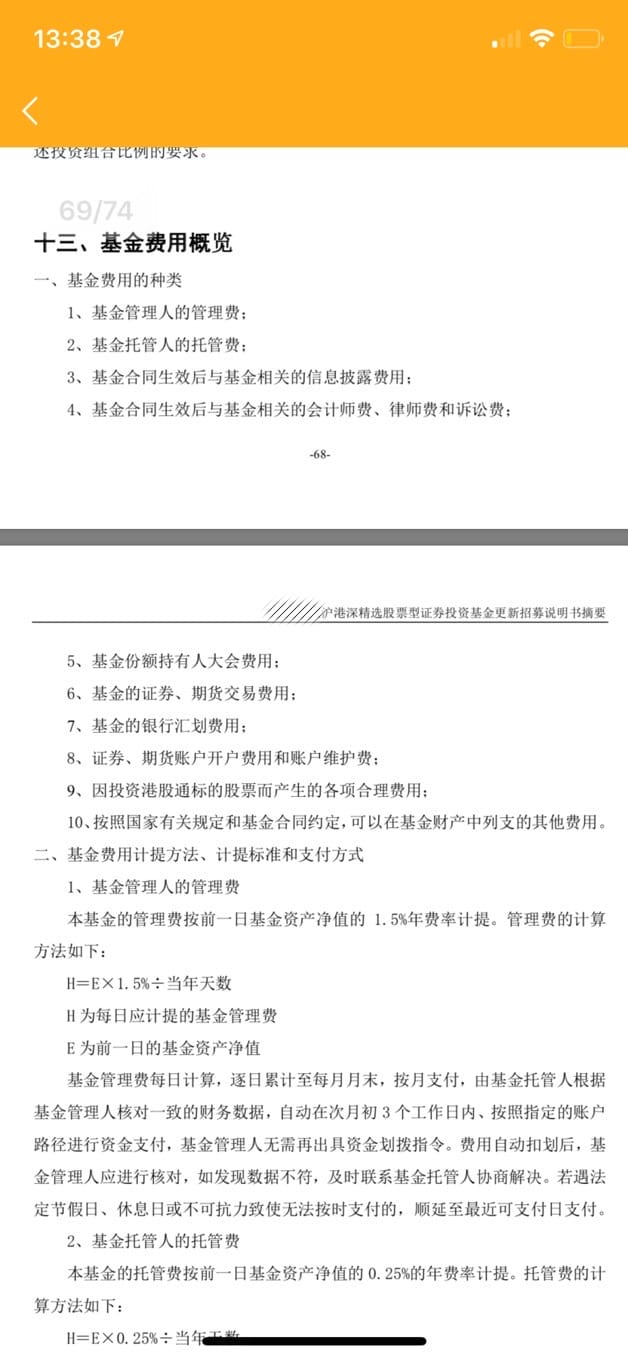 13:38
述投资组合比例的要求。
69/74
十三、基金费用概览
一、基金费用的种类
1、基金管理人的管理费；
2、基金托管人的托管费；
3、基金合同生效后与基金相关的信息披露费用；
4、基金合同生效后与基金相关的会计师费、律师费和诉讼费；
-68-
沪港深精选股票型证券投资基金更新招募说明书摘要
5、基金份额持有人大会费用；
6、基金的证券、期货交易费用；
7、基金的银行汇划费用；
8、证券、期货账户开户费用和账户维护费；
9、因投资港股通标的股票而产生的各项合理费用；
10、按照国家有关规定和基金合同约定，可以在基金财产中列支的其他费用。
二、基金费用计提方法、计提标准和支付方式
1、基金管理人的管理费
本基金的管理费按前一日基金资产净值的 1.5%年费率计提。管理费的计算
方法如下：
H＝E×1.5%÷当年天数
H 为每日应计提的基金管理费
E 为前一日的基金资产净值
基金管理费每日计算，逐日累计至每月月末，按月支付，由基金托管人根据
基金管理人核对一致的财务数据，自动在次月初 3 个工作日内、按照指定的账户
路径进行资金支付，基金管理人无需再出具资金划拨指令。费用自动扣划后，基
金管理人应进行核对，如发现数据不符，及时联系基金托管人协商解决。若遇法
定节假日、休息日或不可抗力致使无法按时支付的，顺延至最近可支付日支付。
2、基金托管人的托管费
本基金的托管费按前一日基金资产净值的 0.25%的年费率计提。托管费的计
算方法如下：
H＝E×0.25%÷当年天数